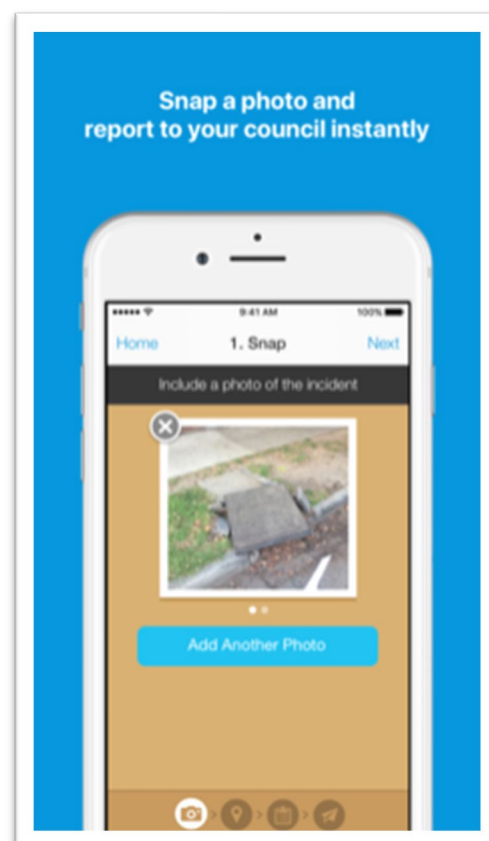 Snap a photo and
report to your council instantly
9:41 AM
100%
Home
1. Snap
Next
Include a photo of the incident
Add Another Photo